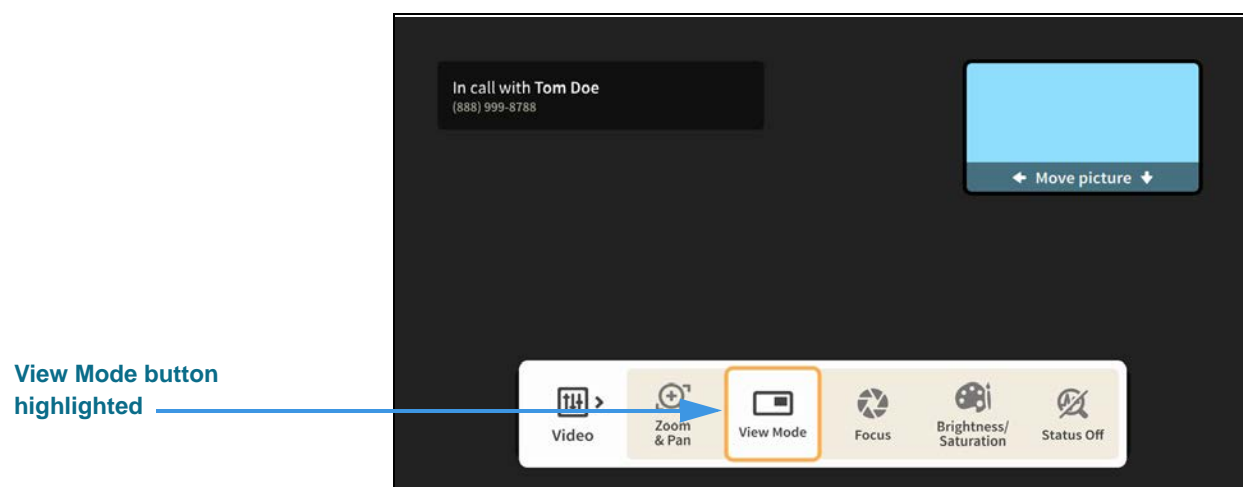 In call with Tom Doe
(888) 999-8788
Move picture
View Mode button
highlighted
Video
Zoom
& Pan
View Mode
Focus
Brightness/
Saturation
Status Off